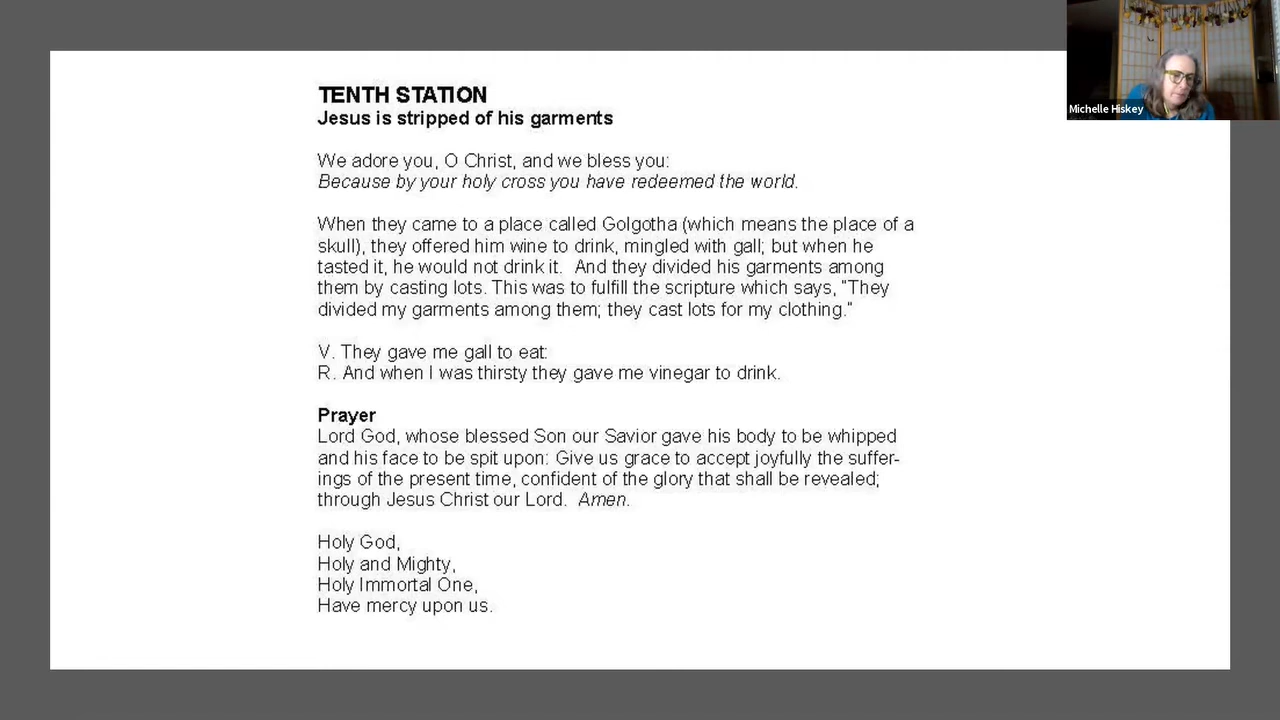 TENTH STATION
Jesus is stripped of his garments
We adore you, O Christ, and we bless you:
Because by your holy cross you have redeemed the world.
When they came to a place called Golgotha (which means the place of a
skull), they offered him wine to drink, mingled with gall; but when he
tasted it, he would not drink it.  And they divided his garments among
them by casting lots. This was to fulfill the scripture which says, “They
divided my garments among them; they cast lots for my clothing.”
V. They gave me gall to eat:
R. And when I was thirsty they gave me vinegar to drink.
Prayer
Lord God, whose blessed Son our Savior gave his body to be whipped
and his face to be spit upon: Give us grace to accept joyfully the suffer-
ings of the present time, confident of the glory that shall be revealed;
through Jesus Christ our Lord.  Amen.
Holy God,
Holy and Mighty,
Holy Immortal One,
Have mercy upon us.
Michelle Hiskey